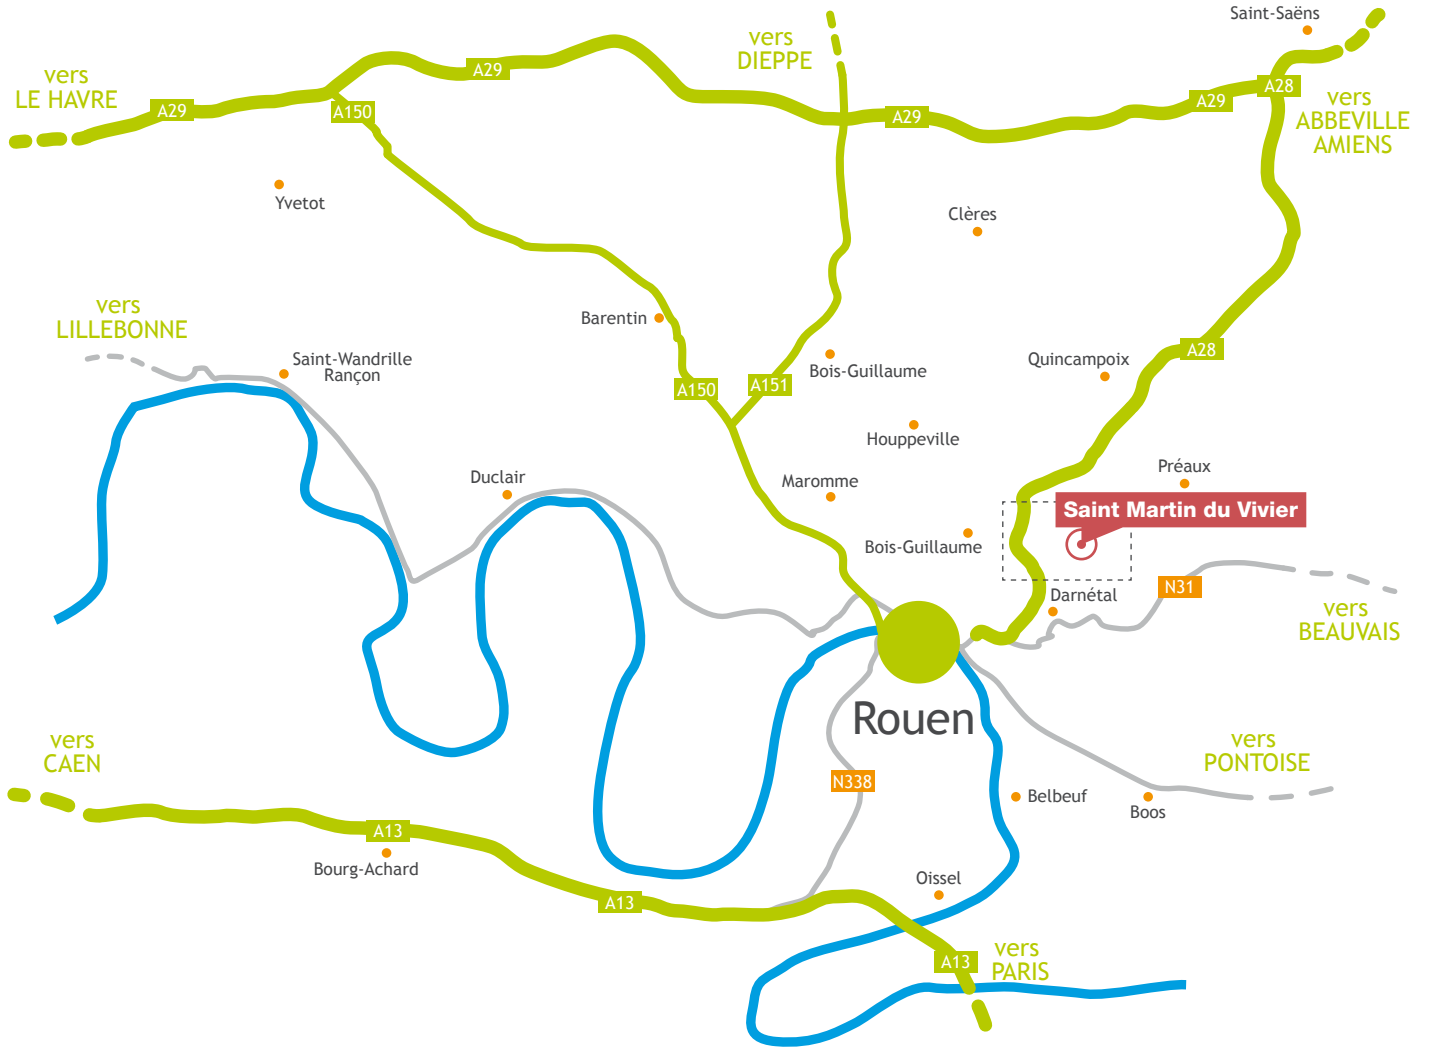 Saint-Saëns
vers
DIEPPE
vers
LE HAVRE
A29
A28
vers
ABBEVILLE
AMIENS
A29
A150
A29
A29
Yvetot
Clères
vers
LILLEBONNE
Barentin
Saint-Wandrille
Rançon
Bois-Guillaume
Quincampoix
A28
A150
A151
Houppeville
Duclair
Maromme
Préaux
Saint Martin du Vivier
Bois-Guillaume
Darnétal
N31
vers
BEAUVAIS
Rouen
vers
CAEN
vers
PONTOISE
N338
Belbeuf
Boos
A13
Bourg-Achard
Oissel
A13
vers
PARIS
A13